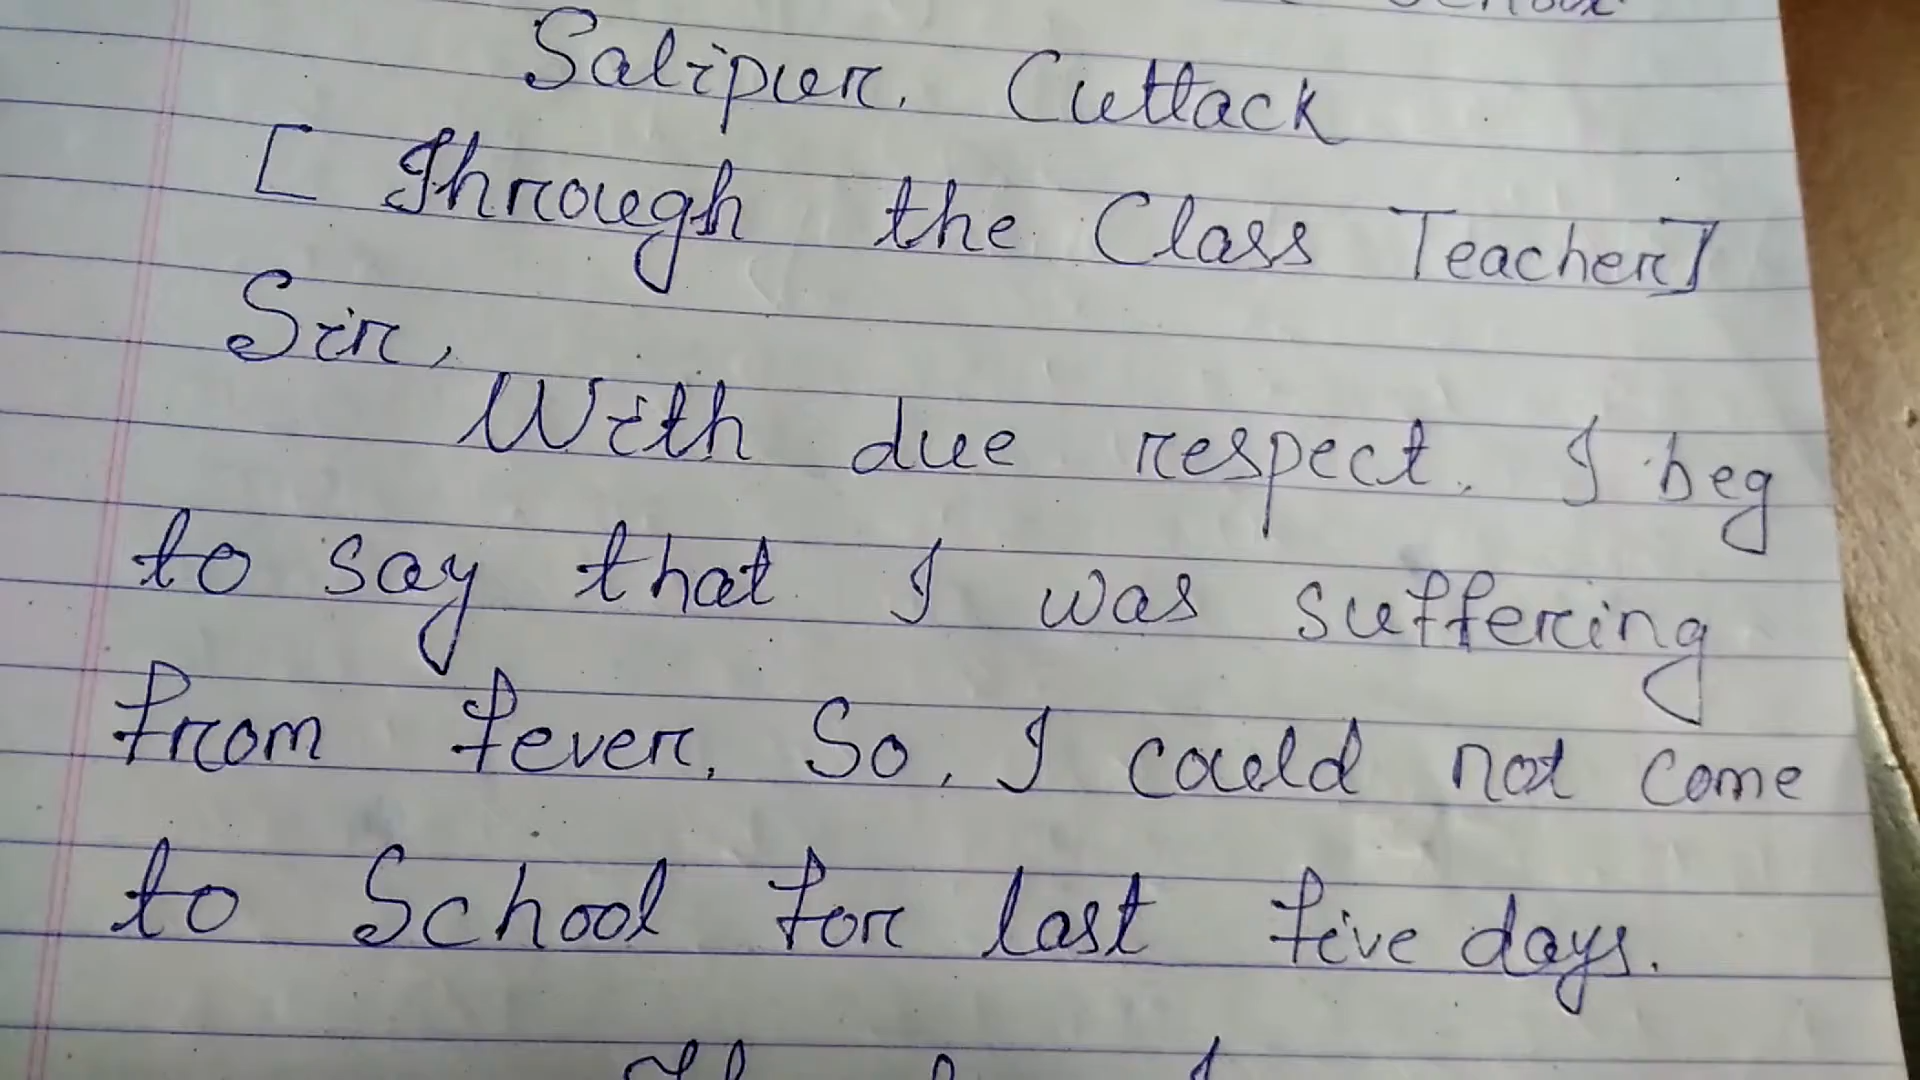 School
Salipur, Cuttack
[ Through the Class Teacher]
Sir,
With due respect, I beg
to say that I was suffering
from fever. So, I could not come
to School for last five days.